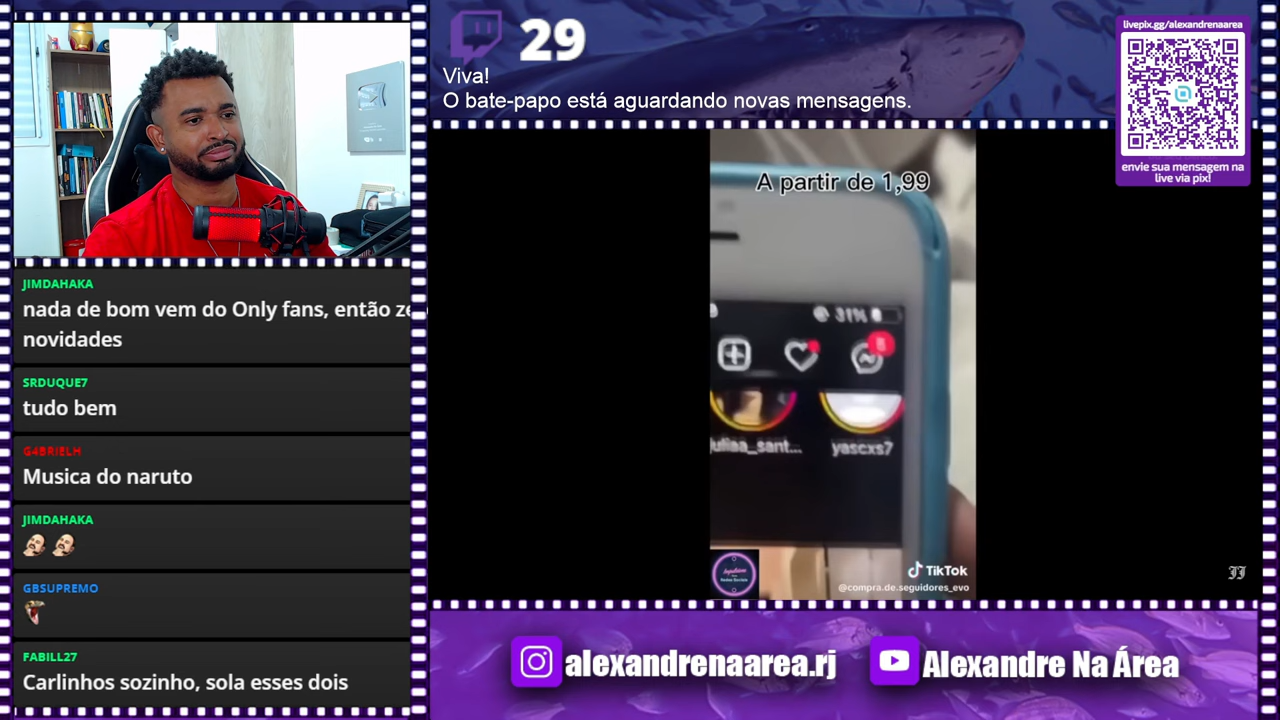 29
Viva!
O bate-papo está aguardando novas mensagens.
livepix.gg/alexandrenaarea
envie sua mensagem na
live via pix!
JIMDAHAKA
nada de bom vem do Only fans, então ze
novidades
SRDUQUE7
tudo bem
G4BRIELH
Musica do naruto
JIMDAHAKA
GBSUPREMO
FABILL27
Carlinhos sozinho, sola esses dois
A partir de 1,99
31%
juliaa_sant...
yascxs7
TikTok
@compra.de.seguidores_evo
alexandrenaarea.rj
Alexandre Na Área